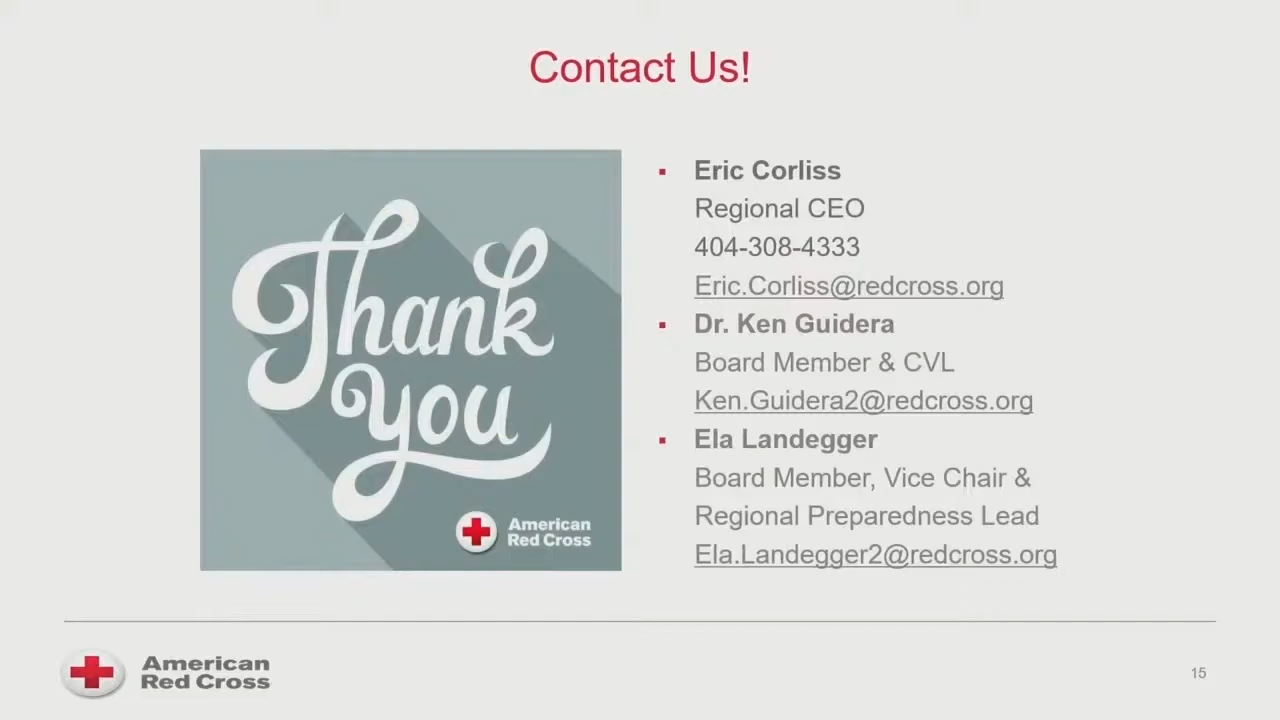 Contact Us!
Thank
You
American
Red Cross
Eric Corliss
Regional CEO
404-308-4333
Eric.Corliss@redcross.org
Dr. Ken Guidera
Board Member & CVL
Ken.Guidera2@redcross.org
Ela Landegger
Board Member, Vice Chair &
Regional Preparedness Lead
Ela.Landegger2@redcross.org
American
Red Cross
15